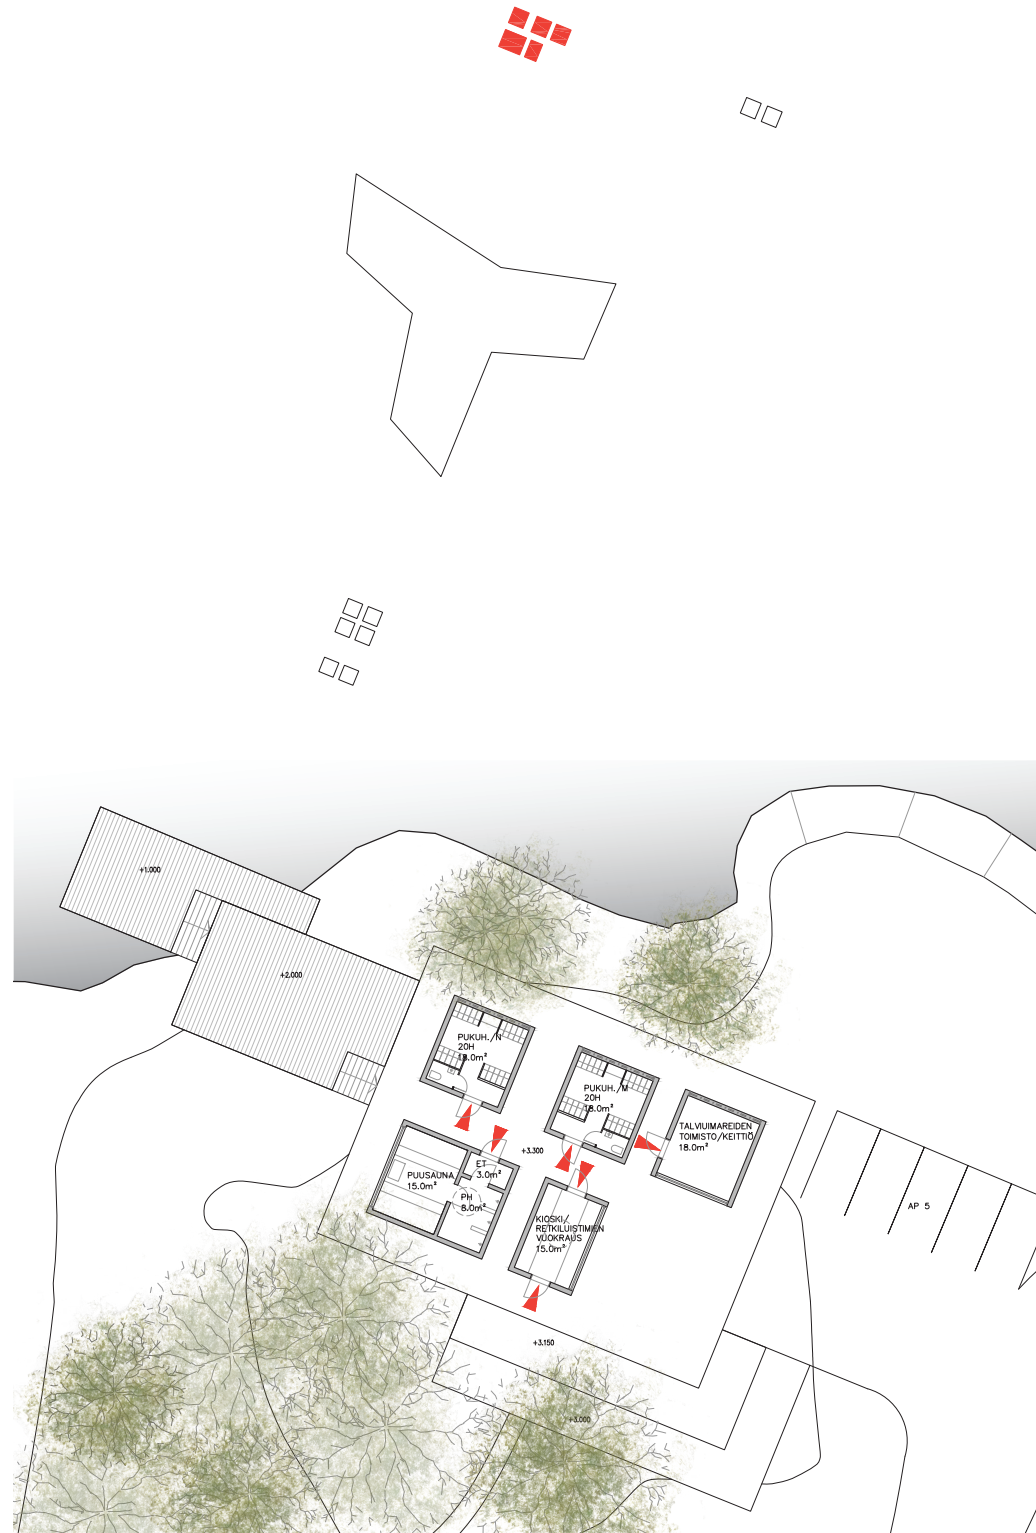 +1.000
+2.000
PUKUH./N
20H
18.0m²
PUKUH./M
20H
18.0m²
TALVIUIMAREIDEN
TOIMISTO/KEITTIÖ
18.0m²
+3.300
ET
3.0m²
PUUSAUNA
15.0m²
PH
8.0m²
KIOSKI/
RETKILUISTIMIEN
VUOKRAUS
15.0m²
AP 5
+3.150
+3.000